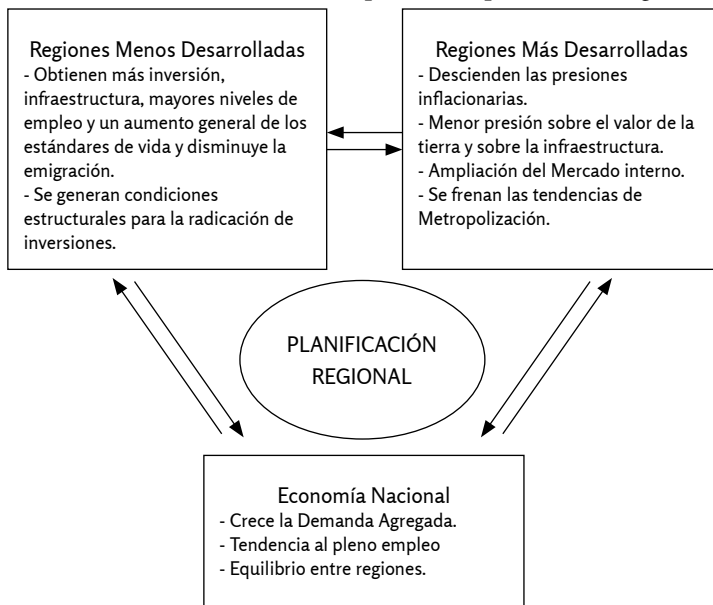 Regiones Menos Desarrolladas
- Obtienen más inversión,
infraestructura, mayores niveles de
empleo y un aumento general de los
estándares de vida y disminuye la
emigración.
- Se generan condiciones
estructurales para la radicación de
inversiones.
Regiones Más Desarrolladas
- Descienden las presiones
inflacionarias.
- Menor presión sobre el valor de la
tierra y sobre la infraestructura.
- Ampliación del Mercado interno.
- Se frenan las tendencias de
Metropolización.
PLANIFICACIÓN
REGIONAL
Economía Nacional
- Crece la Demanda Agregada.
- Tendencia al pleno empleo
- Equilibrio entre regiones.